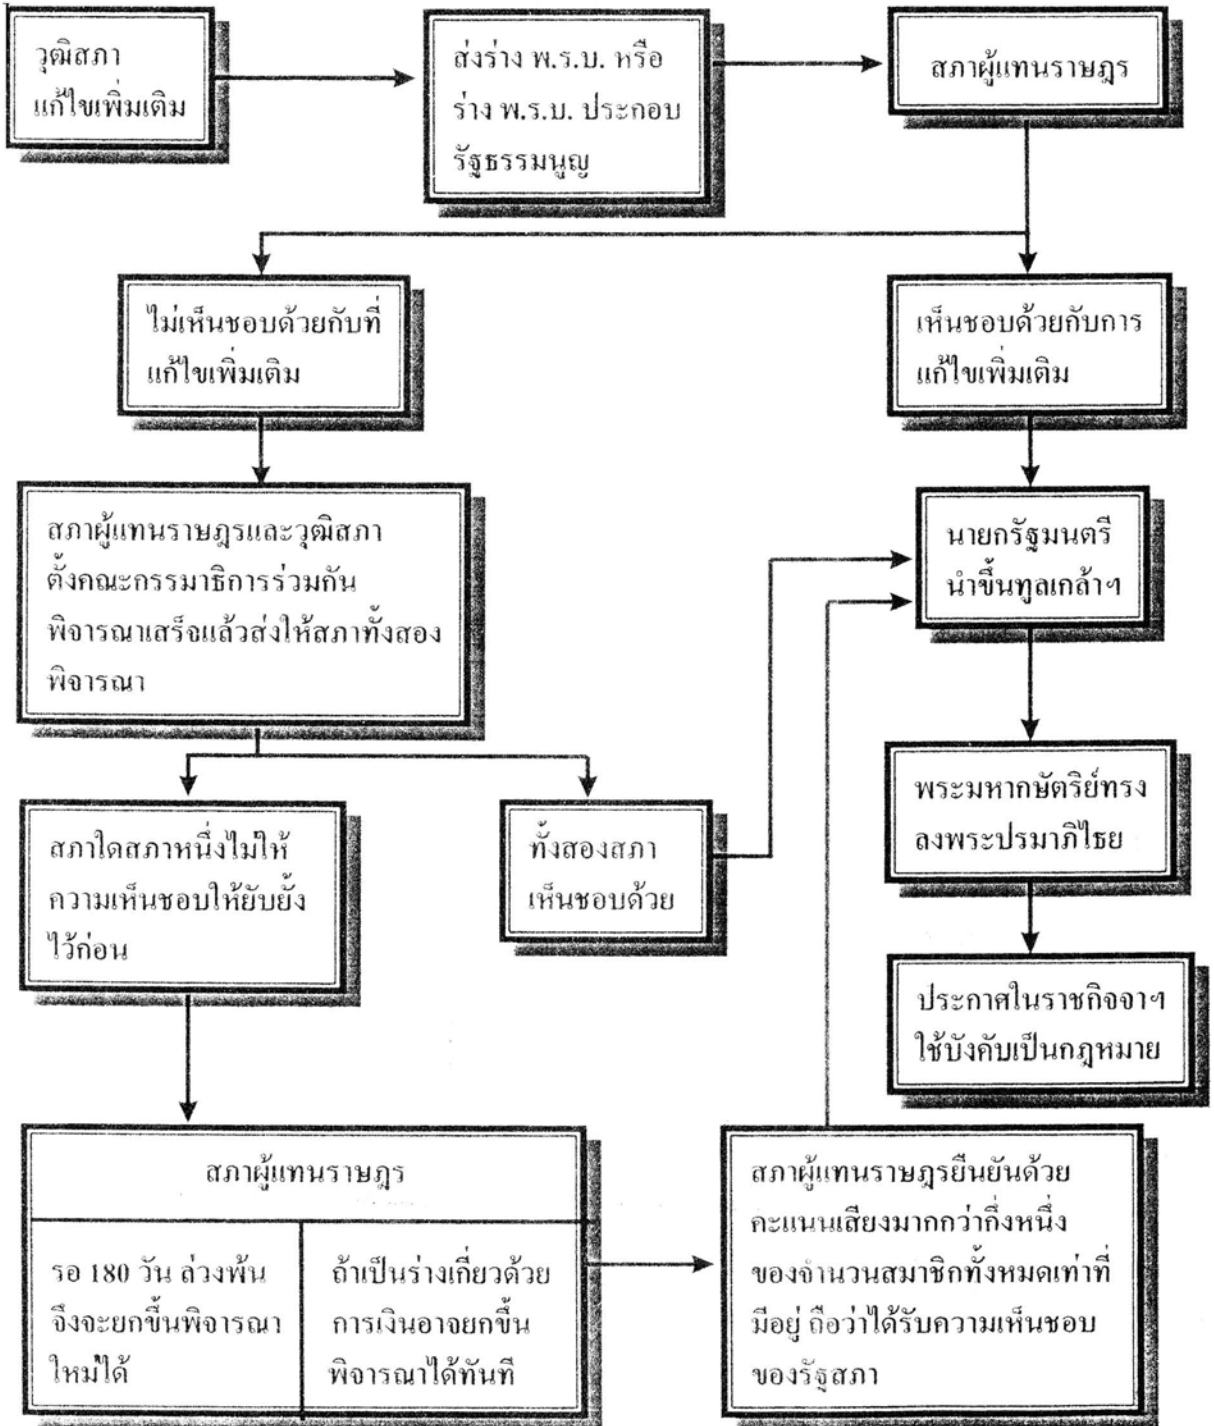 วุฒิสภา
แก้ไขเพิ่มเติม
ส่งร่าง พ.ร.บ. หรือ
ร่าง พ.ร.บ. ประกอบ
รัฐธรรมนูญ
สภาผู้แทนราษฎร
ไม่เห็นชอบด้วยกับที่
แก้ไขเพิ่มเติม
เห็นชอบด้วยกับการ
แก้ไขเพิ่มเติม
สภาผู้แทนราษฎรและวุฒิสภา
ตั้งคณะกรรมาธิการร่วมกัน
พิจารณาเสร็จแล้วส่งให้สภาทั้งสอง
พิจารณา
นายกรัฐมนตรี
นำขึ้นทูลเกล้าฯ
สภาใดสภาหนึ่งไม่ให้
ความเห็นชอบให้ยับยั้ง
ไว้ก่อน
ทั้งสองสภา
เห็นชอบด้วย
พระมหากษัตริย์ทรง
ลงพระปรมาภิไธย
ประกาศในราชกิจจาฯ
ใช้บังคับเป็นกฎหมาย
สภาผู้แทนราษฎร
รอ 180 วัน ล่วงพ้น
จึงจะยกขึ้นพิจารณา
ใหม่ได้
ถ้าเป็นร่างเกี่ยวด้วย
การเงินอาจยกขึ้น
พิจารณาได้ทันที
สภาผู้แทนราษฎรยืนยันด้วย
คะแนนเสียงมากกว่ากึ่งหนึ่ง
ของจำนวนสมาชิกทั้งหมดเท่าที่
มีอยู่ ถือว่าได้รับความเห็นชอบ
ของรัฐสภา